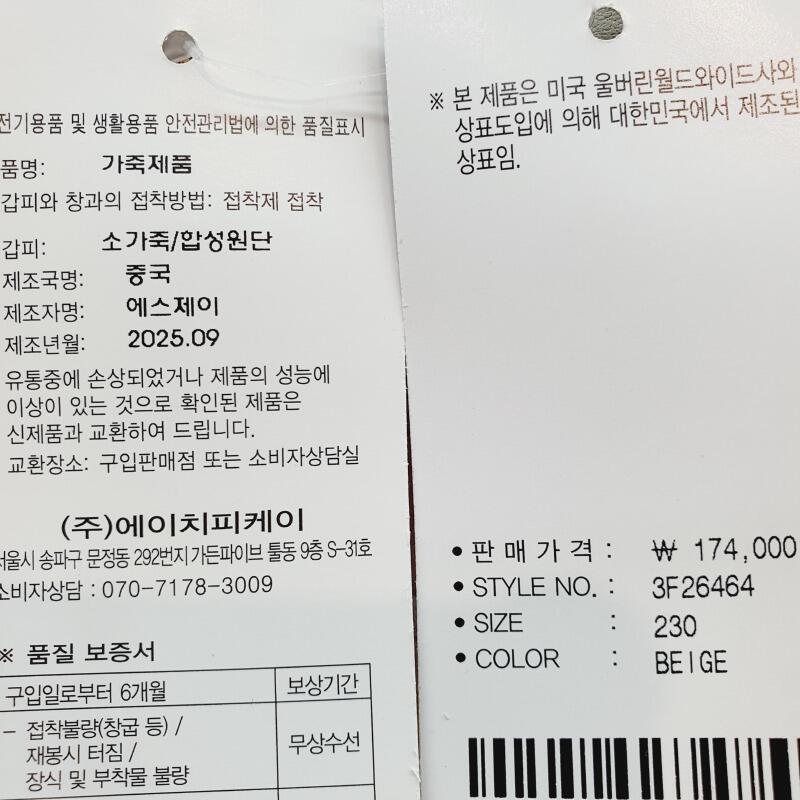 전기용품 및 생활용품 안전관리법에 의한 품질표시
품명: 가죽제품
갑피와 창과의 접착방법: 접착제 접착
갑피: 소가죽/합성원단
제조국명: 중국
제조자명: 에스제이
제조년월: 2025.09
유통중에 손상되었거나 제품의 성능에
이상이 있는 것으로 확인된 제품은
신제품과 교환하여 드립니다.
교환장소: 구입판매점 또는 소비자상담실
(주)에이치피케이
서울시 송파구 문정동 292번지 가든파이브 툴동 9층 S-31호
소비자상담 : 070-7178-3009
※ 품질 보증서
구입일로부터 6개월 보상기간
- 접착불량(창굽 등) /
재봉시 터짐 /
장식 및 부착물 불량
무상수선
※ 본 제품은 미국 울버린월드와이드사와
상표도입에 의해 대한민국에서 제조된
상표임.
• 판매가격 : ₩ 174,000
• STYLE NO. : 3F26464
• SIZE : 230
• COLOR : BEIGE